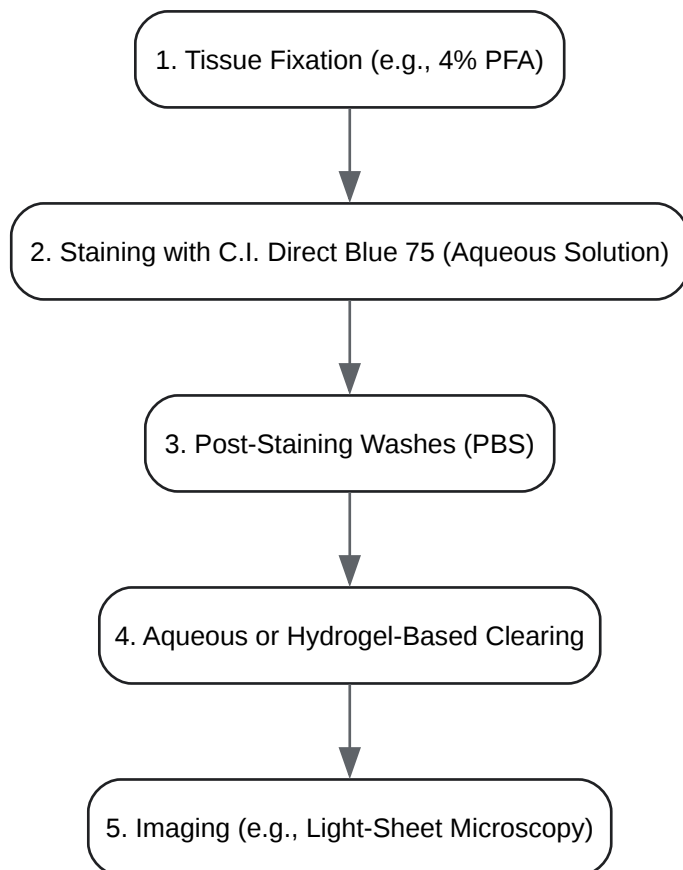 1. Tissue Fixation (e.g., 4% PFA)
2. Staining with C.I. Direct Blue 75 (Aqueous Solution)
3. Post-Staining Washes (PBS)
4. Aqueous or Hydrogel-Based Clearing
5. Imaging (e.g., Light-Sheet Microscopy)